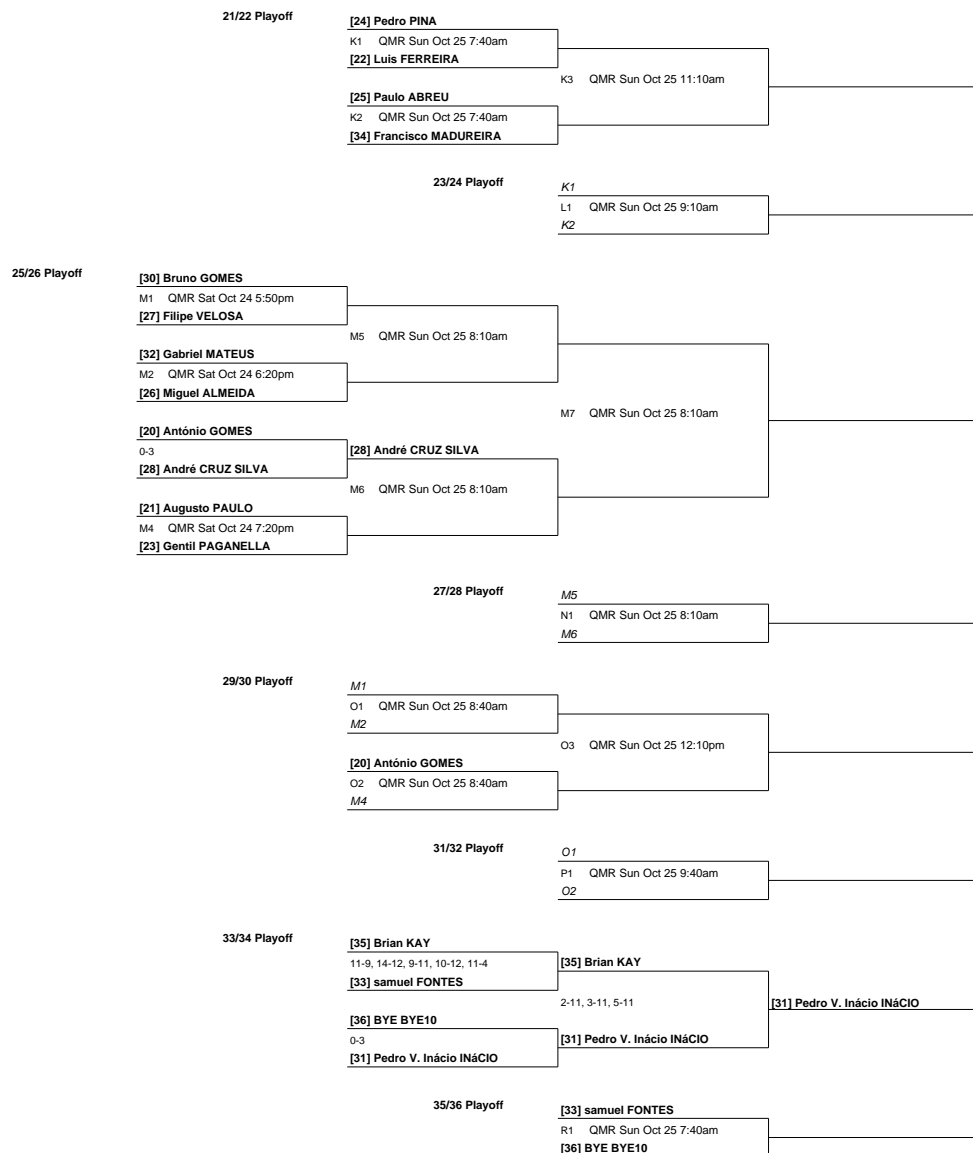 21/22 Playoff
[24] Pedro PINA
K1 QMR Sun Oct 25 7:40am
[22] Luis FERREIRA
K3 QMR Sun Oct 25 11:10am
[25] Paulo ABREU
K2 QMR Sun Oct 25 7:40am
[34] Francisco MADUREIRA
23/24 Playoff
K1
L1 QMR Sun Oct 25 9:10am
K2
25/26 Playoff
[30] Bruno GOMES
M1 QMR Sat Oct 24 5:50pm
[27] Filipe VELOSA
M5 QMR Sun Oct 25 8:10am
[32] Gabriel MATEUS
M2 QMR Sat Oct 24 6:20pm
[26] Miguel ALMEIDA
M7 QMR Sun Oct 25 8:10am
[20] António GOMES
0-3
[28] André CRUZ SILVA
[28] André CRUZ SILVA
M6 QMR Sun Oct 25 8:10am
[21] Augusto PAULO
M4 QMR Sat Oct 24 7:20pm
[23] Gentil PAGANELLA
27/28 Playoff
M5
N1 QMR Sun Oct 25 8:10am
M6
29/30 Playoff
M1
O1 QMR Sun Oct 25 8:40am
M2
O3 QMR Sun Oct 25 12:10pm
[20] António GOMES
O2 QMR Sun Oct 25 8:40am
M4
31/32 Playoff
O1
P1 QMR Sun Oct 25 9:40am
O2
33/34 Playoff
[35] Brian KAY
11-9, 14-12, 9-11, 10-12, 11-4
[35] Brian KAY
[33] samuel FONTES
2-11, 3-11, 5-11
[31] Pedro V. Inácio INáCIO
[36] BYE BYE10
0-3
[31] Pedro V. Inácio INáCIO
[31] Pedro V. Inácio INáCIO
35/36 Playoff
[33] samuel FONTES
R1 QMR Sun Oct 25 7:40am
[36] BYE BYE10